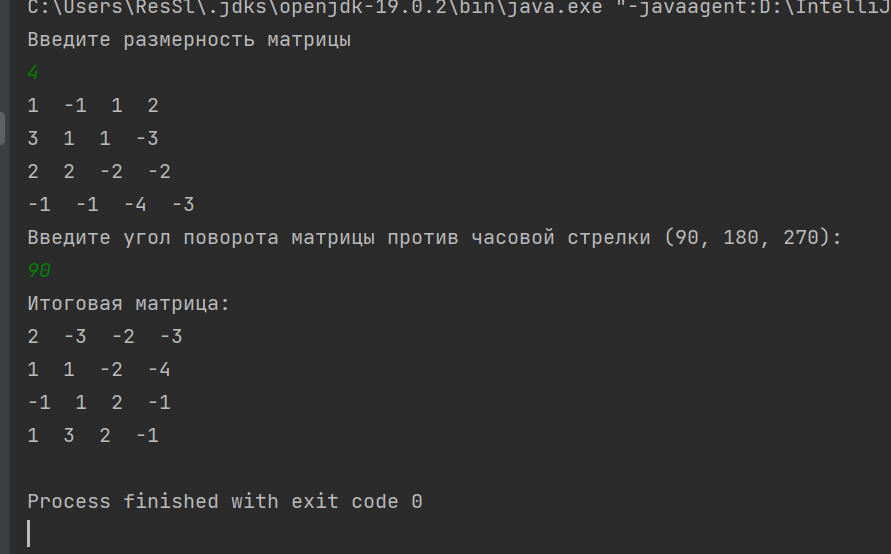 C:\Users\ResSl\.jdks\openjdk-19.0.2\bin\java.exe "-javaagent:D:\IntelliJ
Введите размерность матрицы
4
1  -1  1  2
3  1  1  -3
2  2  -2  -2
-1  -1  -4  -3
Введите угол поворота матрицы против часовой стрелки (90, 180, 270):
90
Итоговая матрица:
2  -3  -2  -3
1  1  -2  -4
-1  1  2  -1
1  3  2  -1
Process finished with exit code 0